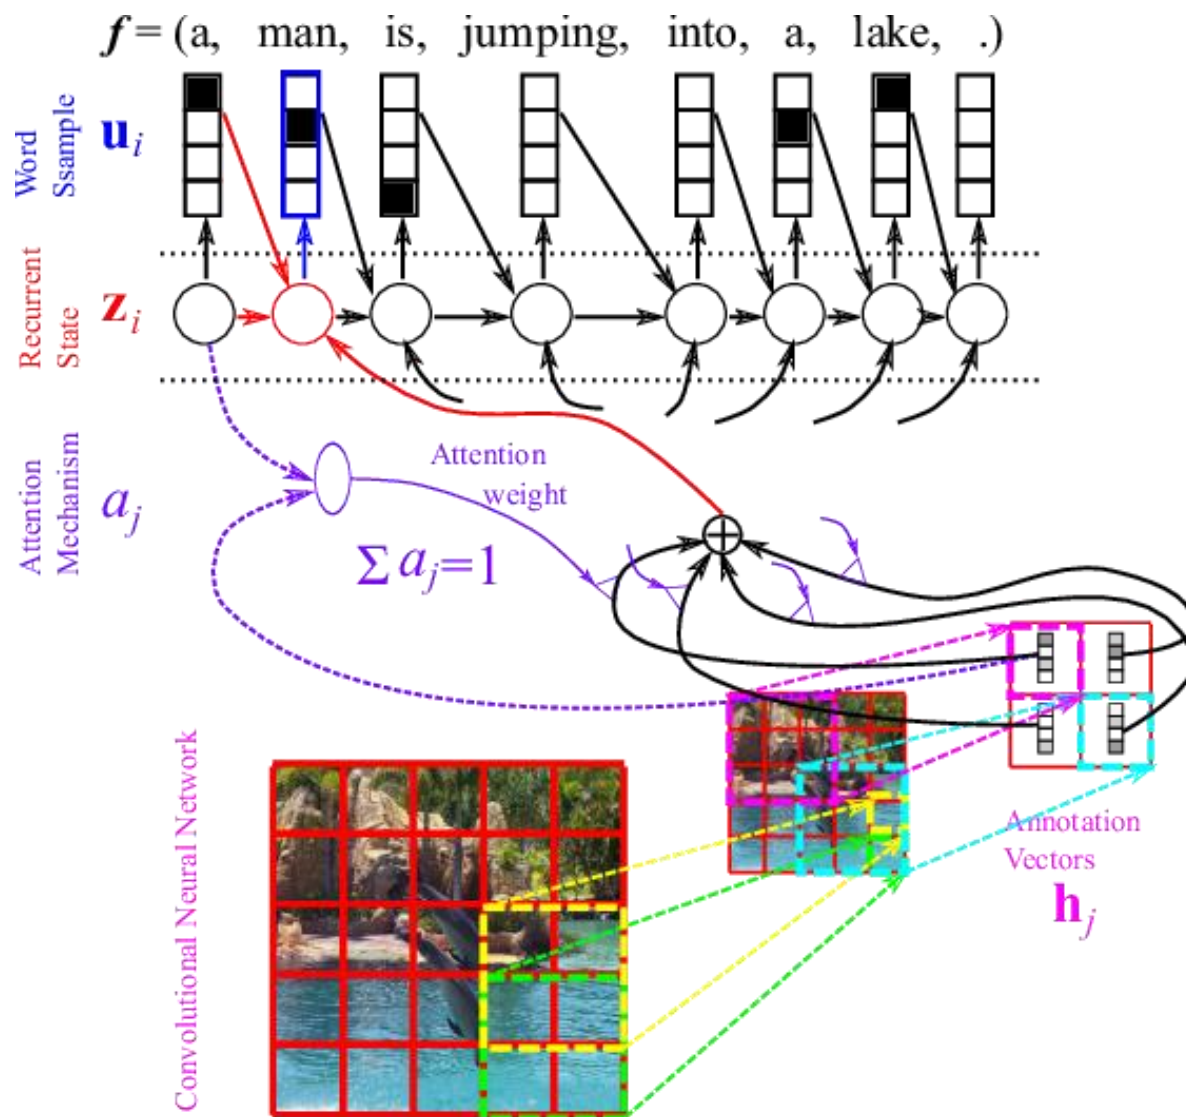 f = (a, man, is, jumping, into, a, lake, .)
Word
Ssample
u_i
Recurrent
State
z_i
Attention
Mechanism
a_j
Attention
weight
∑ a_j=1
Convolutional Neural Network
Annotation
Vectors
h_j